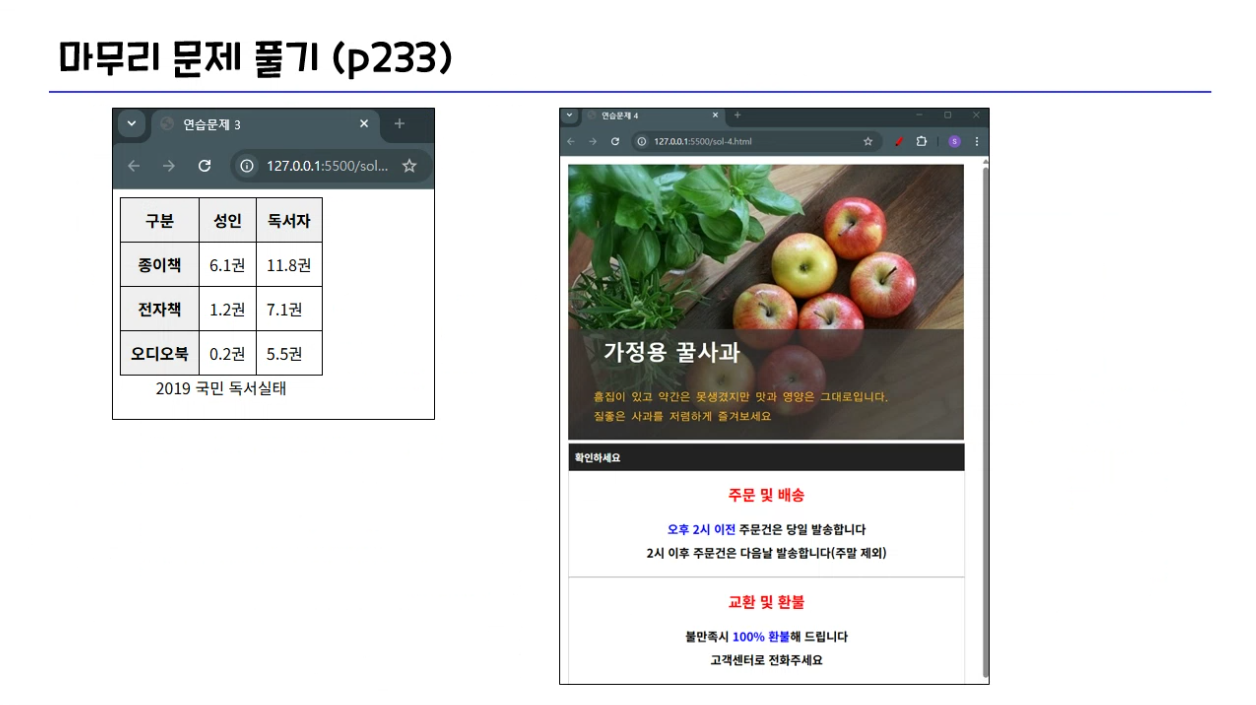 마무리 문제 풀기 (p233)
연습문제 3
127.0.0.1:5500/sol...
구분 성인 독서자
종이책 6.1권 11.8권
전자책 1.2권 7.1권
오디오북 0.2권 5.5권
2019 국민 독서실태
연습문제 4
127.0.0.1:5500/sol-4.html
S
가정용 꿀사과
흠집이 있고 약간은 못생겼지만 맛과 영양은 그대로입니다.
질좋은 사과를 저렴하게 즐겨보세요
확인하세요
주문 및 배송
오후 2시 이전 주문건은 당일 발송합니다
2시 이후 주문건은 다음날 발송합니다(주말 제외)
교환 및 환불
불만족시 100% 환불해 드립니다
고객센터로 전화주세요